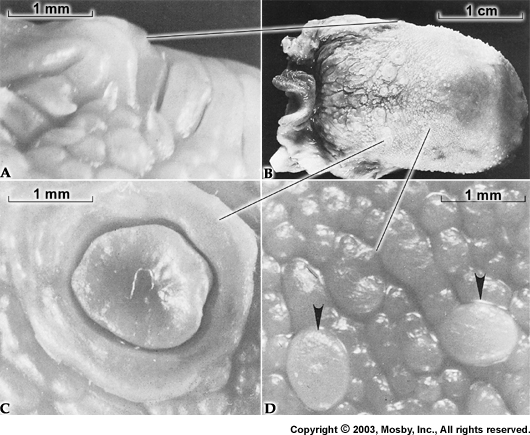 1 mm
1 cm
A
B
1 mm
1 mm
C
D
Copyright © 2003, Mosby, Inc., All rights reserved.